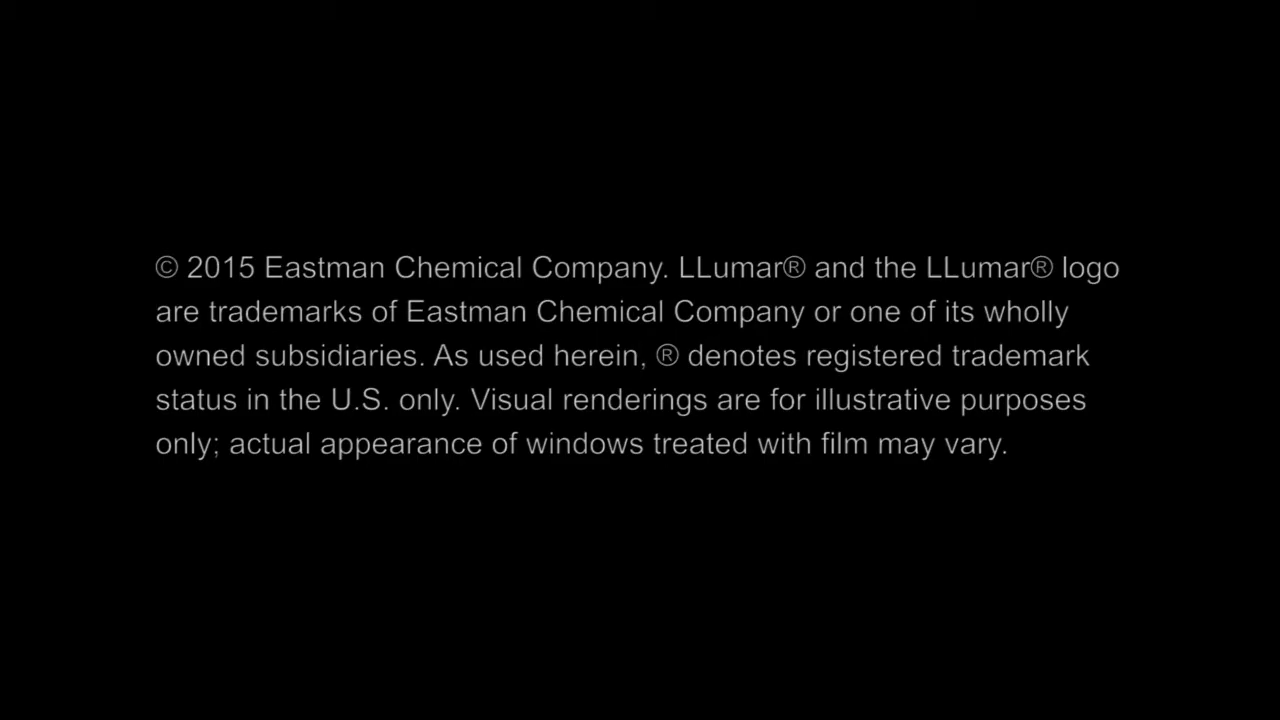 © 2015 Eastman Chemical Company. LLumar® and the LLumar® logo
are trademarks of Eastman Chemical Company or one of its wholly
owned subsidiaries. As used herein, ® denotes registered trademark
status in the U.S. only. Visual renderings are for illustrative purposes
only; actual appearance of windows treated with film may vary.